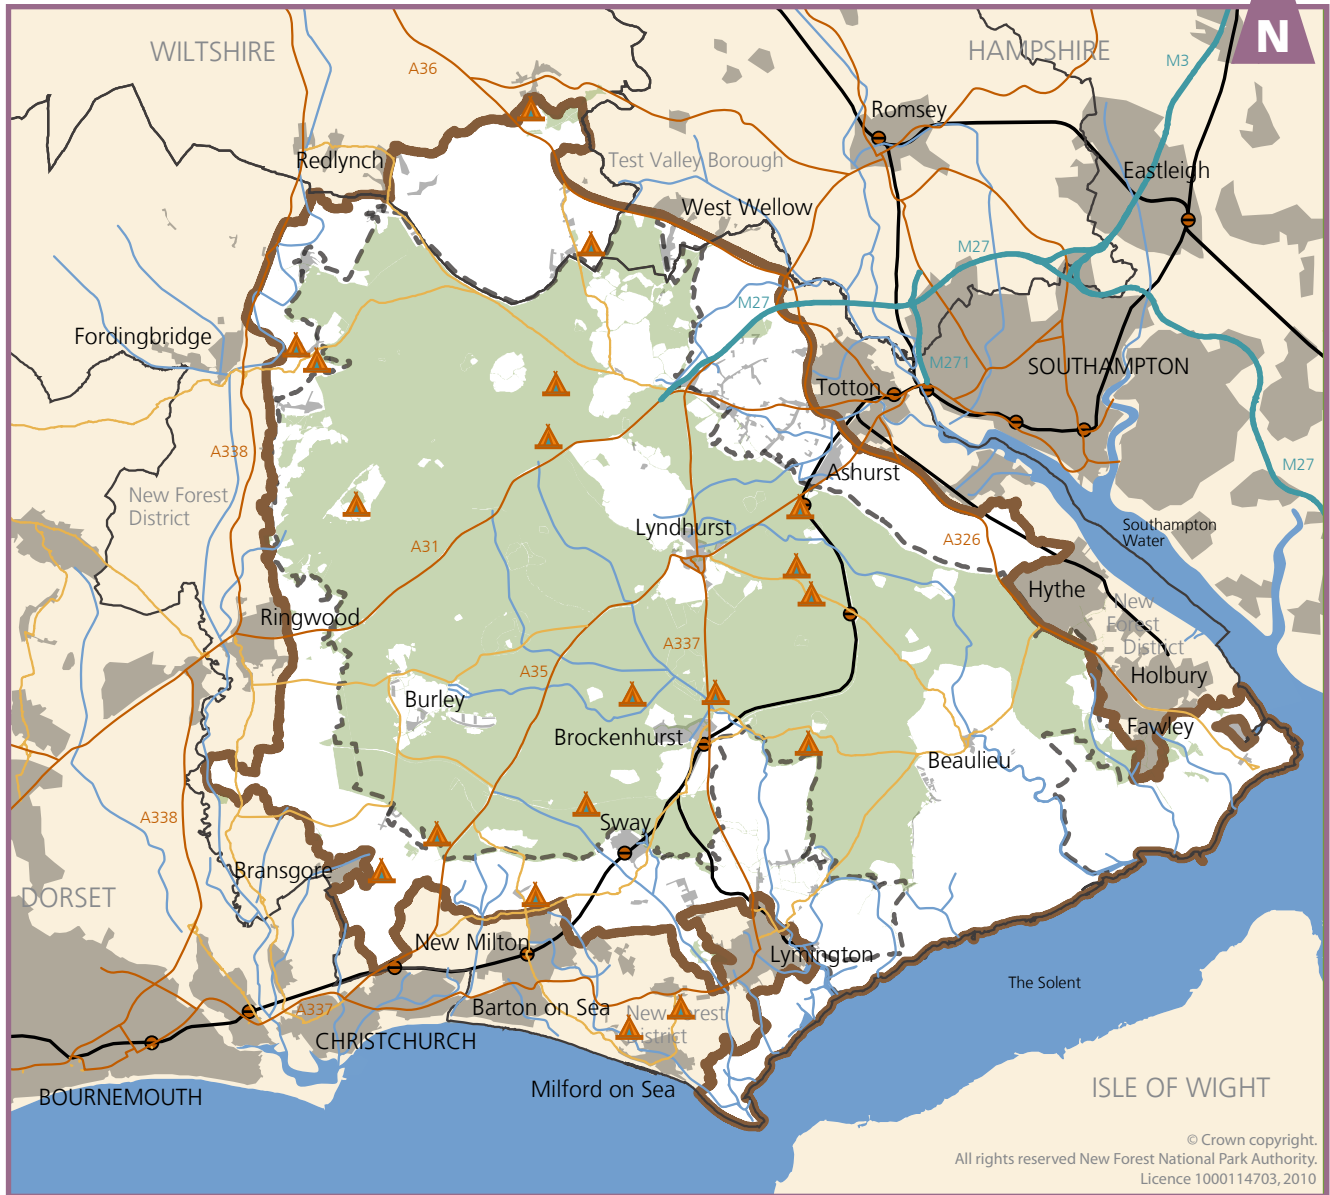 N
WILTSHIRE
HAMPSHIRE
A36
M3
Romsey
Redlynch
Test Valley Borough
Eastleigh
West Wellow
M27
M27
Fordingbridge
M271
SOUTHAMPTON
Totton
A338
Ashurst
M27
New Forest
District
Lyndhurst
Southampton
Water
A31
A326
Hythe
New
Forest
District
Ringwood
A337
A35
Holbury
Burley
Fawley
Brockenhurst
Beaulieu
A338
Sway
Bransgore
DORSET
New Milton
Lymington
The Solent
A337
Barton on Sea
New Forest
District
CHRISTCHURCH
BOURNEMOUTH
Milford on Sea
ISLE OF WIGHT
© Crown copyright.
All rights reserved New Forest National Park Authority.
Licence 1000114703, 2010